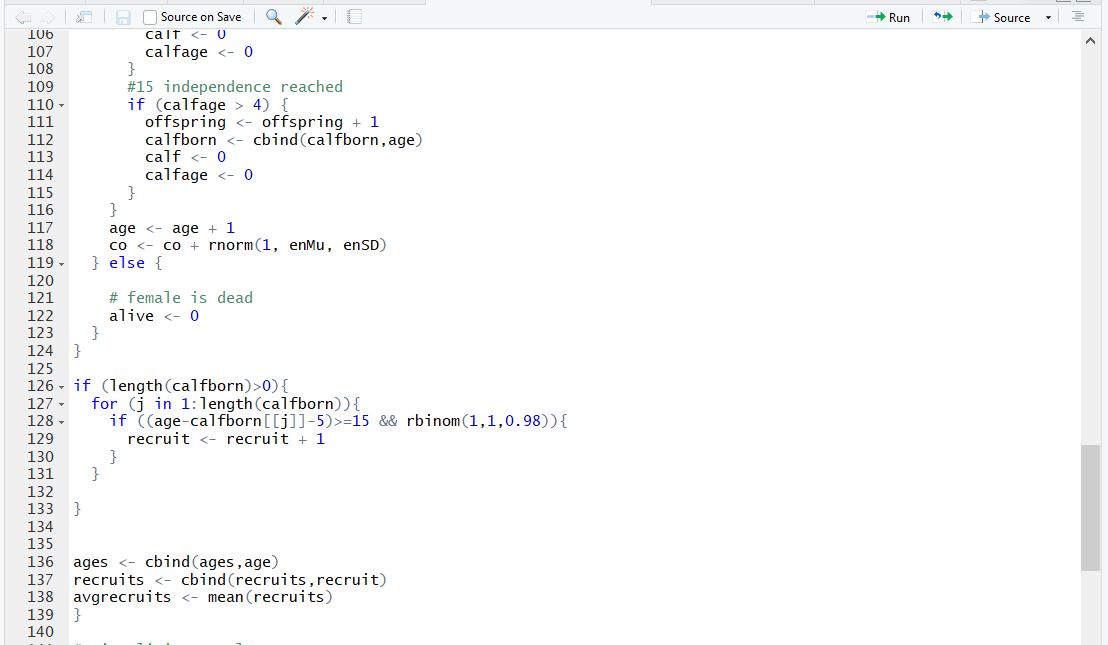 Source on Save Run Source
106 calf <- 0
107 calfage <- 0
108 }
109 #15 independence reached
110 if (calfage > 4) {
111 offspring <- offspring + 1
112 calfborn <- cbind(calfborn,age)
113 calf <- 0
114 calfage <- 0
115 }
116 }
117 age <- age + 1
118 co <- co + rnorm(1, enMu, enSD)
119 } else {
120
121 # female is dead
122 alive <- 0
123 }
124 }
125
126 if (length(calfborn)>0){
127 for (j in 1:length(calfborn)){
128 if ((age-calfborn[[j]]-5)>=15 && rbinom(1,1,0.98)){
129 recruit <- recruit + 1
130 }
131 }
132
133 }
134
135
136 ages <- cbind(ages,age)
137 recruits <- cbind(recruits,recruit)
138 avgrecruits <- mean(recruits)
139 }
140